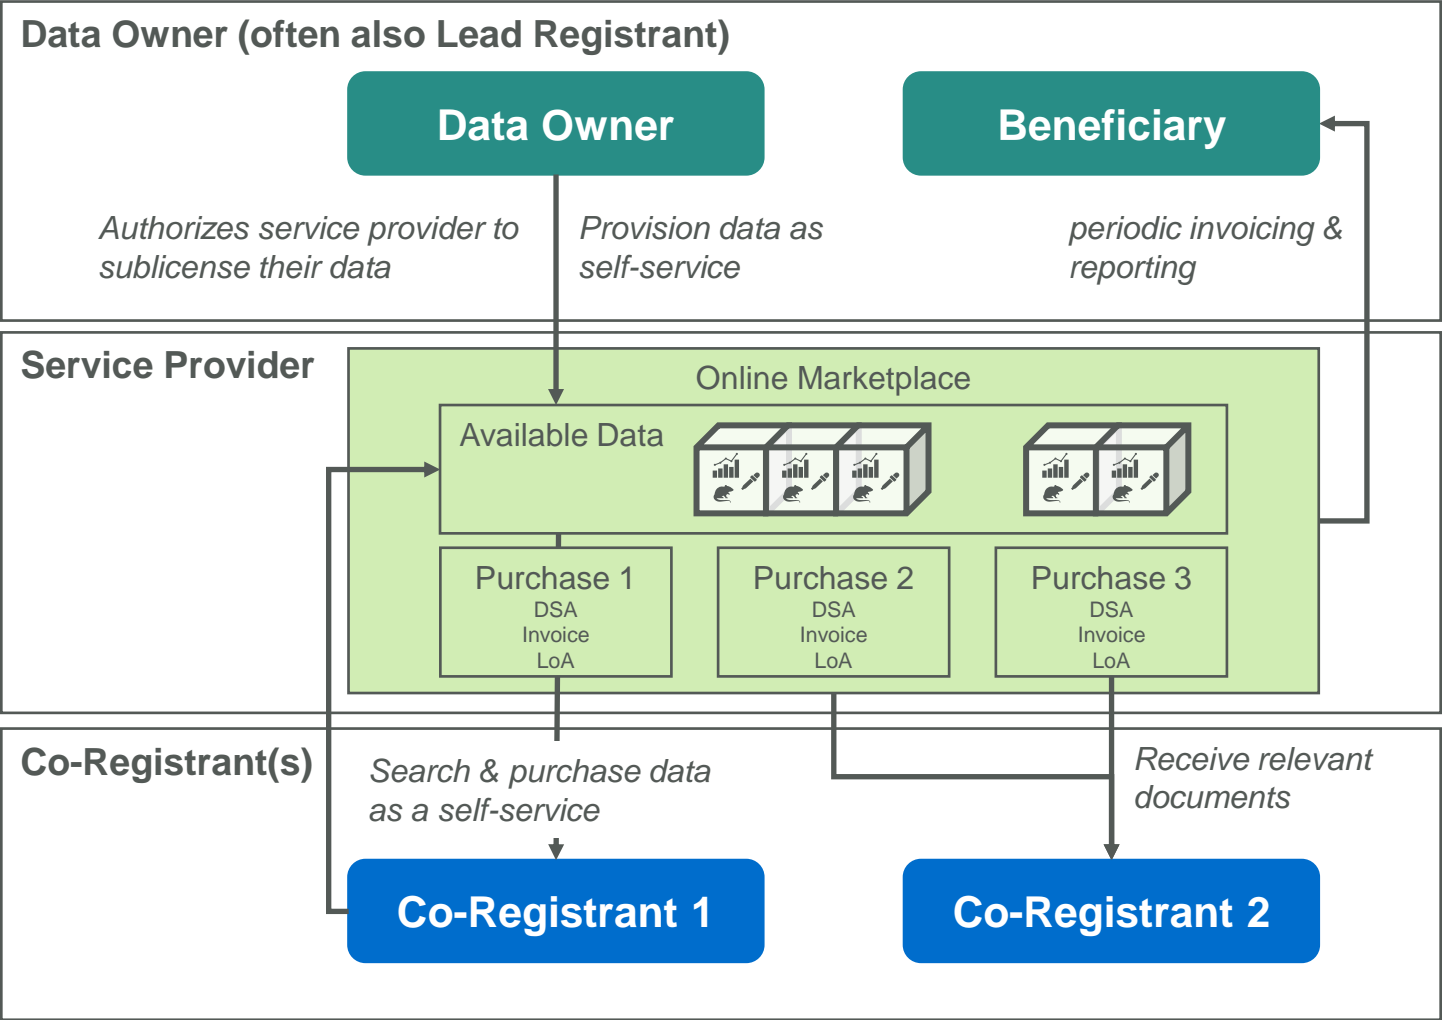 Data Owner (often also Lead Registrant)
Data Owner
Beneficiary
Authorizes service provider to
sublicense their data
Provision data as
self-service
periodic invoicing &
reporting
Service Provider
Online Marketplace
Available Data
Purchase 1
DSA
Invoice
LoA
Purchase 2
DSA
Invoice
LoA
Purchase 3
DSA
Invoice
LoA
Co-Registrant(s)
Search & purchase data
as a self-service
Receive relevant
documents
Co-Registrant 1
Co-Registrant 2